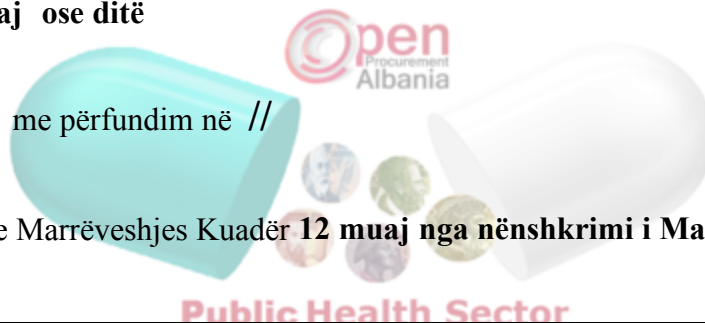 aj ose ditë
Open
Procurement
Albania
me përfundim në //
e Marrëveshjes Kuadër 12 muaj nga nënshkrimi i Ma
Public Health Sector